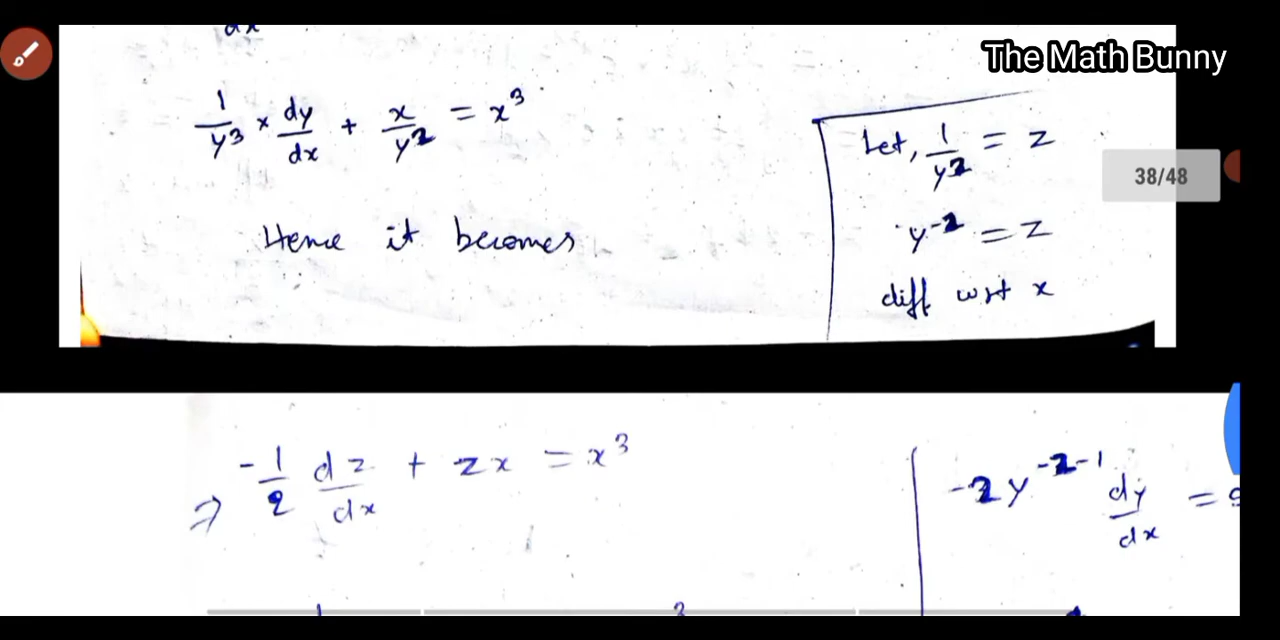 The Math Bunny
1/y³ × dy/dx + x/y² = x³
Let, 1/y² = z
38/48
y⁻² = z
Hence it becomes
diff wrt x
⇒ -1/2 dz/dx + zx = x³
-2y⁻²⁻¹ dy/dx =